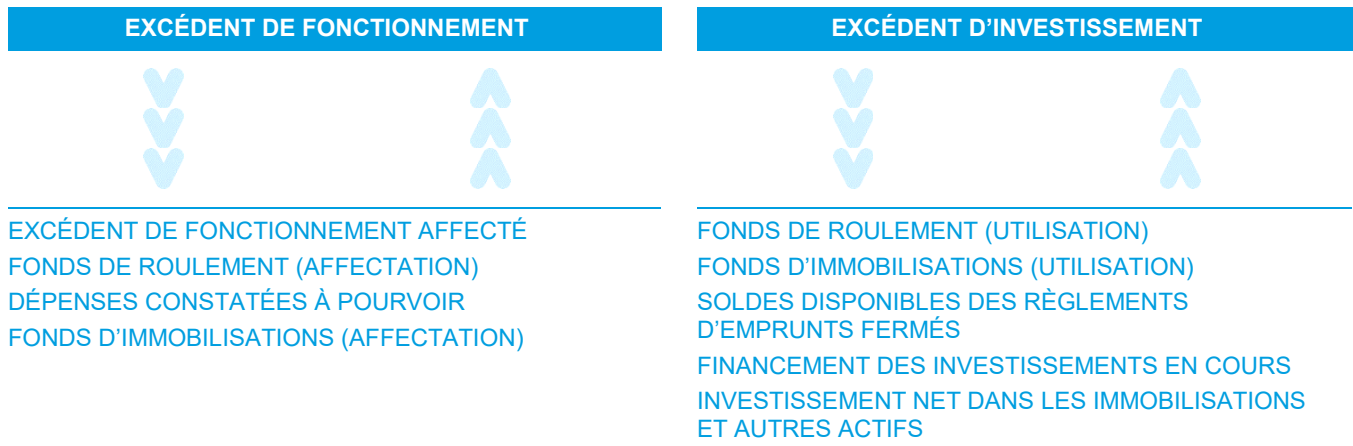 EXCÉDENT DE FONCTIONNEMENT
EXCÉDENT DE FONCTIONNEMENT AFFECTÉ
FONDS DE ROULEMENT (AFFECTATION)
DÉPENSES CONSTATÉES À POURVOIR
FONDS D’IMMOBILISATIONS (AFFECTATION)
EXCÉDENT D’INVESTISSEMENT
FONDS DE ROULEMENT (UTILISATION)
FONDS D’IMMOBILISATIONS (UTILISATION)
SOLDES DISPONIBLES DES RÈGLEMENTS
D’EMPRUNTS FERMÉS
FINANCEMENT DES INVESTISSEMENTS EN COURS
INVESTISSEMENT NET DANS LES IMMOBILISATIONS
ET AUTRES ACTIFS